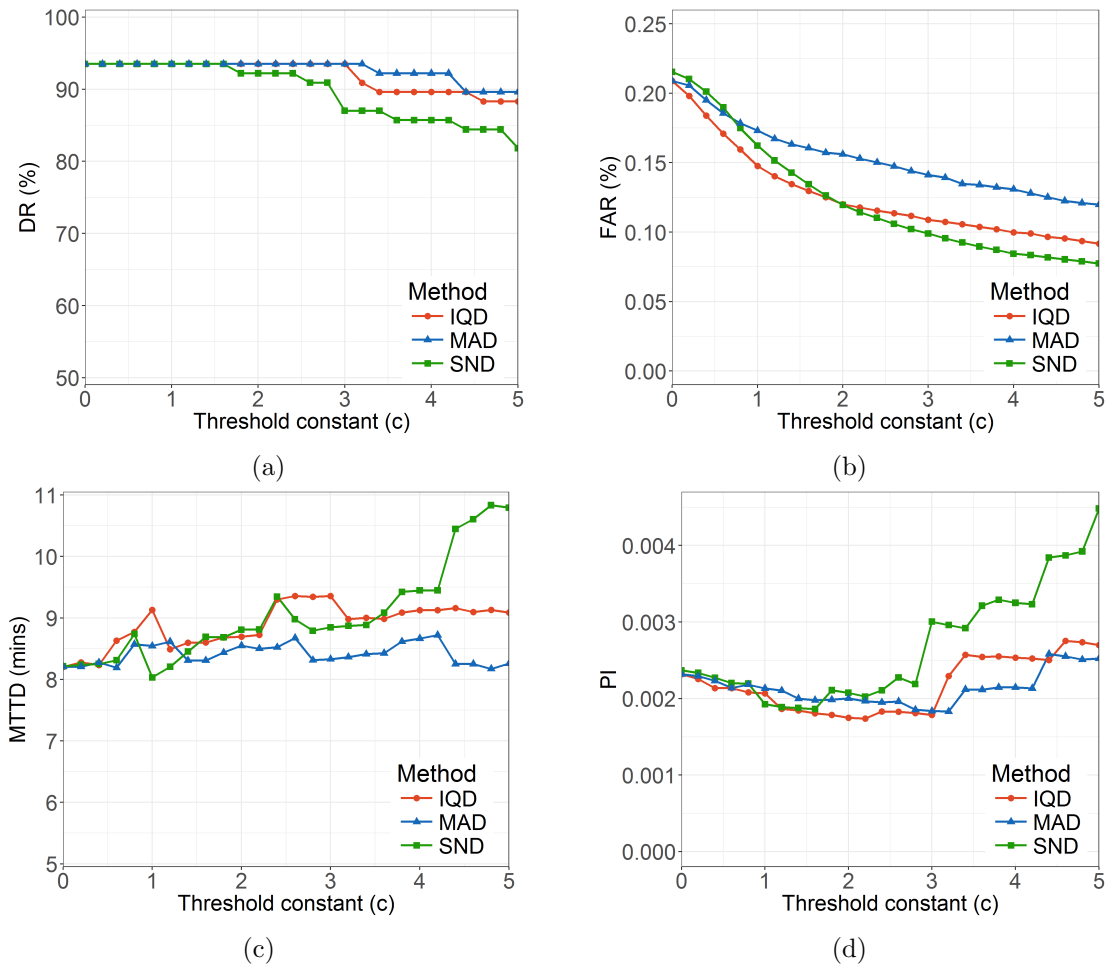 100
90
80
70
60
50
DR (%)
0 1 2 3 4 5
Threshold constant (c)
Method
IQD
MAD
SND
(a)
0.25
0.20
0.15
0.10
0.05
0.00
FAR (%)
0 1 2 3 4 5
Threshold constant (c)
Method
IQD
MAD
SND
(b)
11
10
9
8
7
6
5
MTTD (mins)
0 1 2 3 4 5
Threshold constant (c)
Method
IQD
MAD
SND
(c)
0.004
0.003
0.002
0.001
0.000
PI
0 1 2 3 4 5
Threshold constant (c)
Method
IQD
MAD
SND
(d)